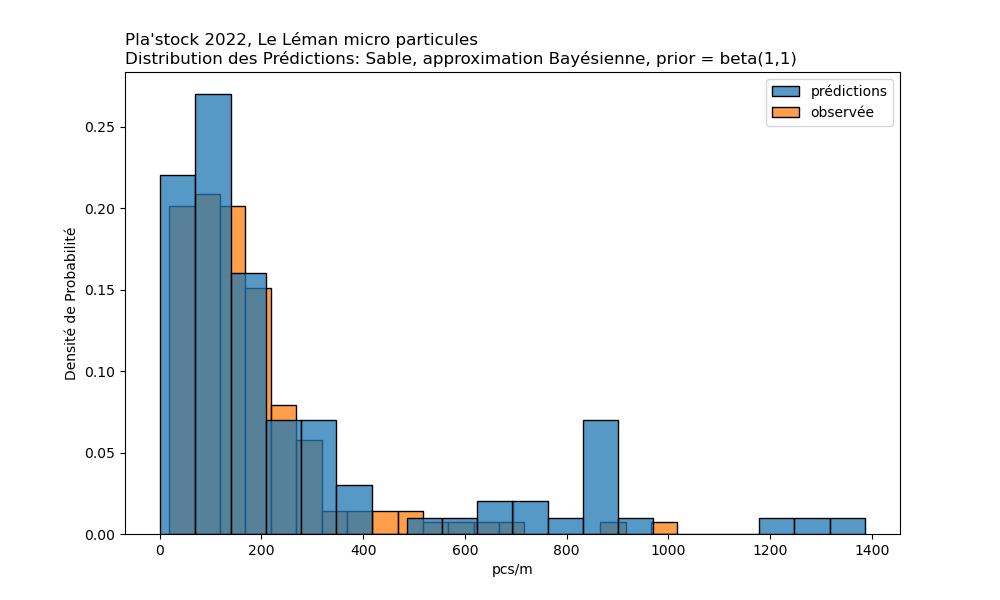 Pla'stock 2022, Le Léman micro particules
Distribution des Prédictions: Sable, approximation Bayésienne, prior = beta(1,1)
prédictions
observée
0.25
0.20
0.15
0.10
0.05
0.00
Densité de Probabilité
0 200 400 600 800 1000 1200 1400
pcs/m